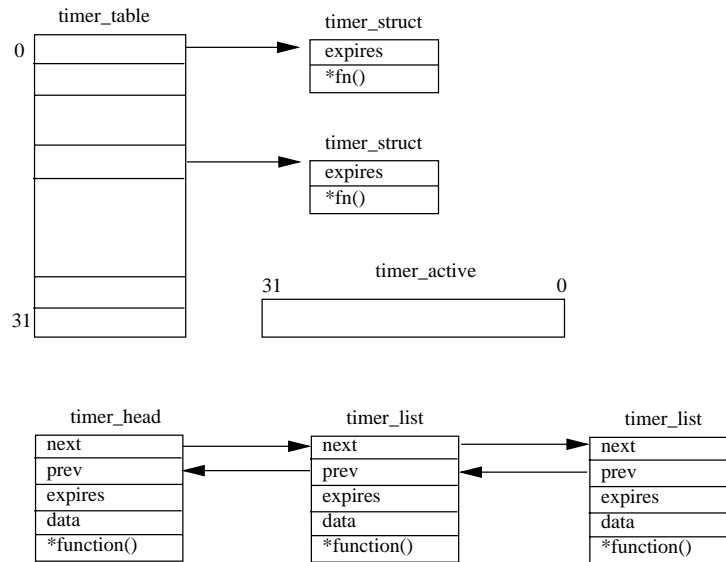 timer_table
timer_struct
0
expires
*fn()
timer_struct
expires
*fn()
timer_active
31 0
31
timer_head timer_list timer_list
next next next
prev prev prev
expires expires expires
data data data
*function() *function() *function()